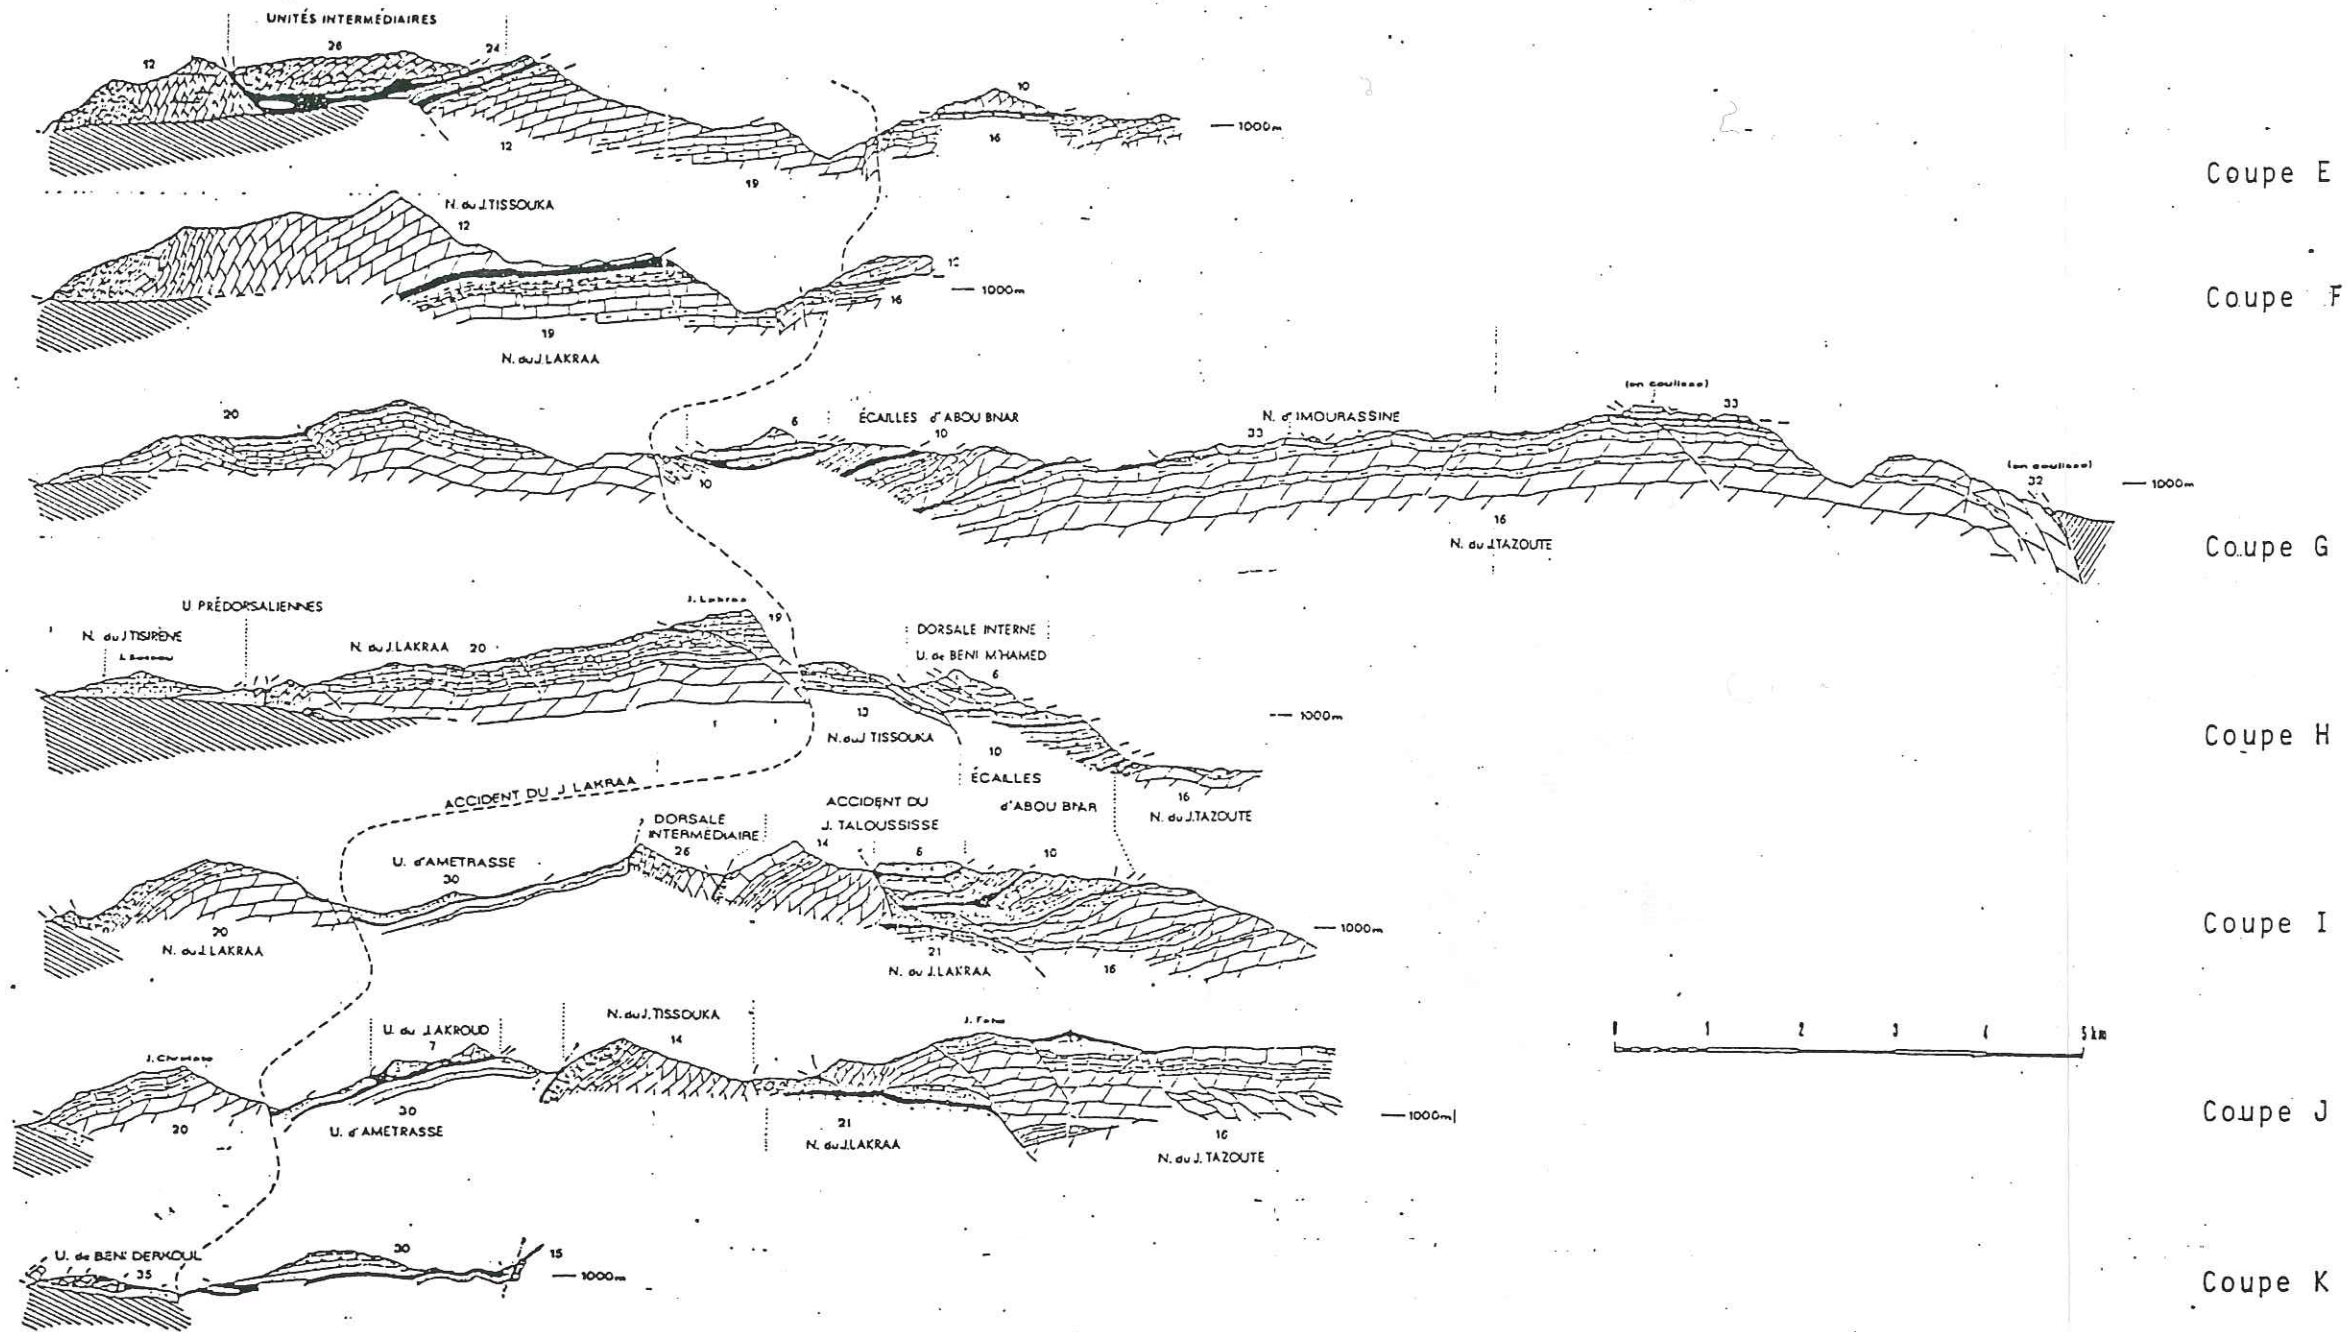 UNITÉS INTERMÉDIAIRES
12
26
24
10
1000m
12
16
19
Coupe E
N. du J. TISSOUKA
12
1000m
16
19
N. du J. LAKRAA
Coupe F
20
6
ÉCAILLES d'ABOU BNAR
10
N. d'IMOURASSINE
33
(en coulisse)
33
(en coulisse)
32
1000m
10
16
N. du J. TAZOUTE
Coupe G
U. PRÉDORSALIENNES
N. du J. TISIRÈNE
N. du J. LAKRAA
20
J. Lakraa
19
DORSALE INTERNE
U. de BENI M'HAMED
6
1000m
13
N. du J. TISSOUKA
10
ÉCAILLES
d'ABOU BNAR
16
N. du J. TAZOUTE
Coupe H
ACCIDENT DU J. LAKRAA
U. d'AMETRASSE
30
DORSALE
INTERMÉDIAIRE
26
ACCIDENT DU
J. TALOUSSISSE
14
6
10
1000m
20
N. du J. LAKRAA
21
N. du J. LAKRAA
16
Coupe I
U. du J. AKROUD
7
N. du J. TISSOUKA
14
0 1 2 3 4 5 km
20
30
U. d'AMETRASSE
21
N. du J. LAKRAA
16
N. du J. TAZOUTE
1000m
Coupe J
U. de BENI DERKOUL
35
30
15
1000m
Coupe K